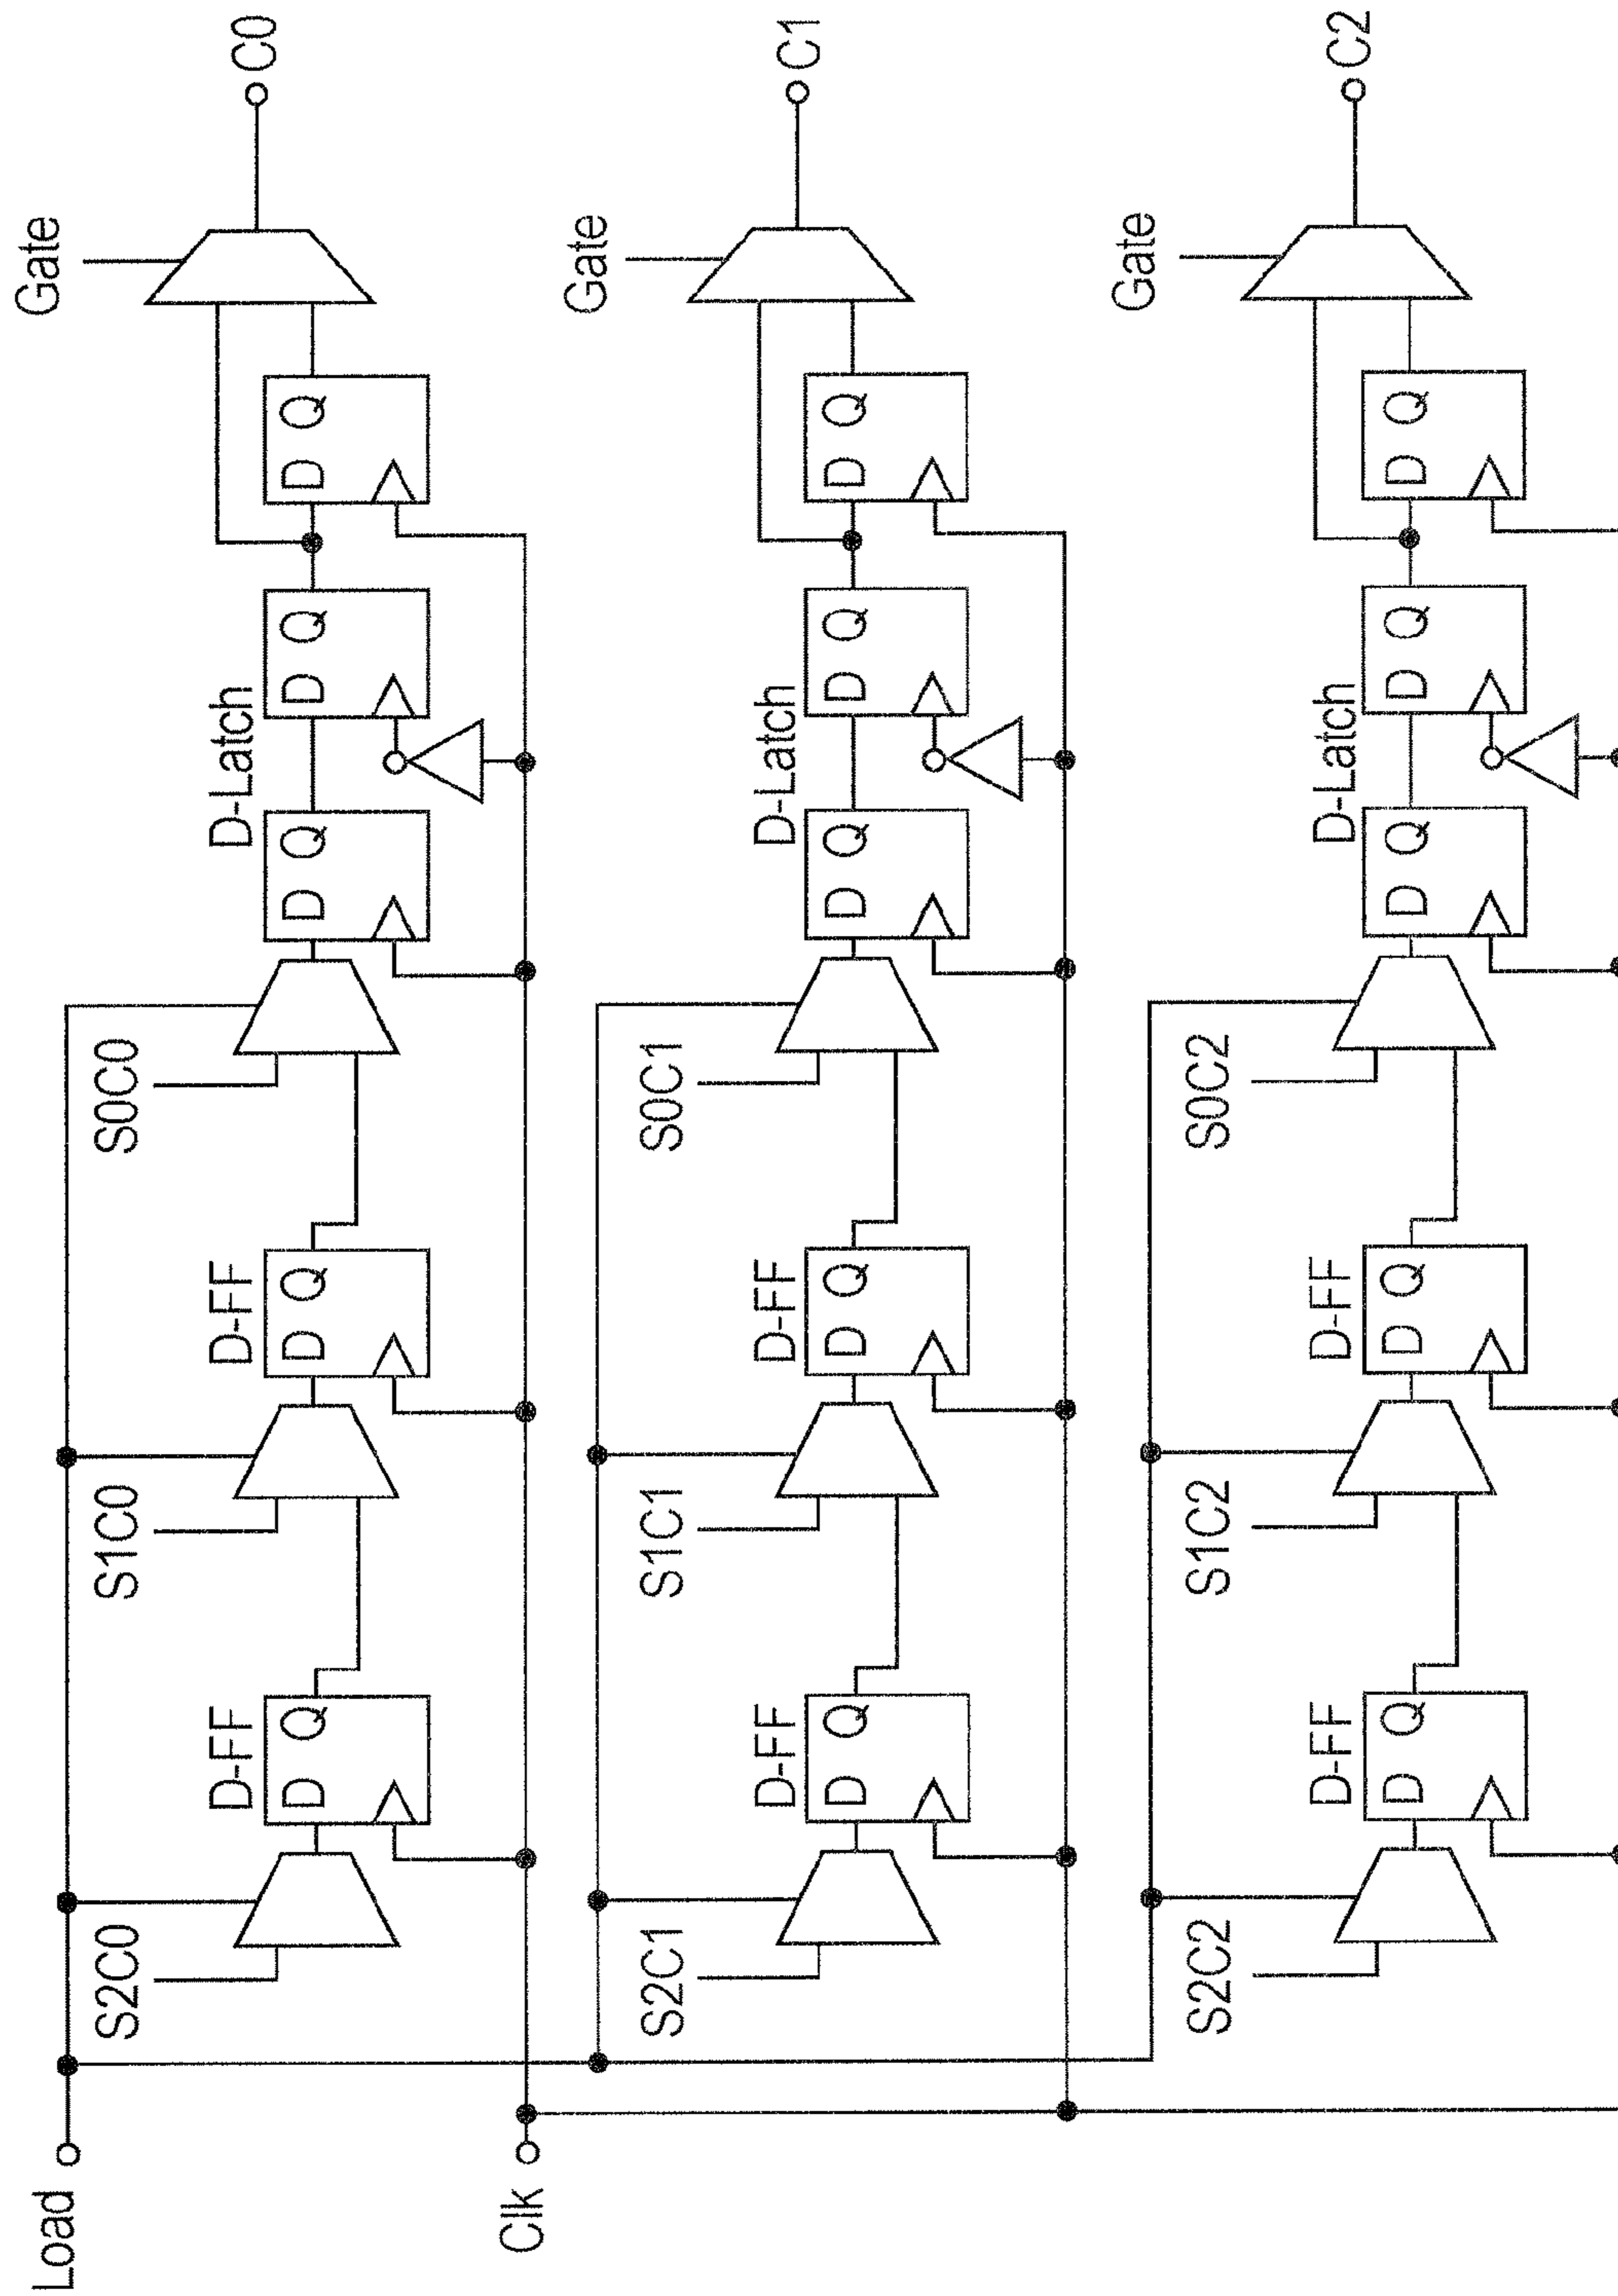 Load
S2C0
S1C0
S0C0
Gate
D-FF
D-FF
D-Latch
D Q
D Q
D Q
D Q
D Q
C0
Clk
S2C1
S1C1
S0C1
Gate
D-FF
D-FF
D-Latch
D Q
D Q
D Q
D Q
D Q
C1
S2C2
S1C2
S0C2
Gate
D-FF
D-FF
D-Latch
D Q
D Q
D Q
D Q
D Q
C2